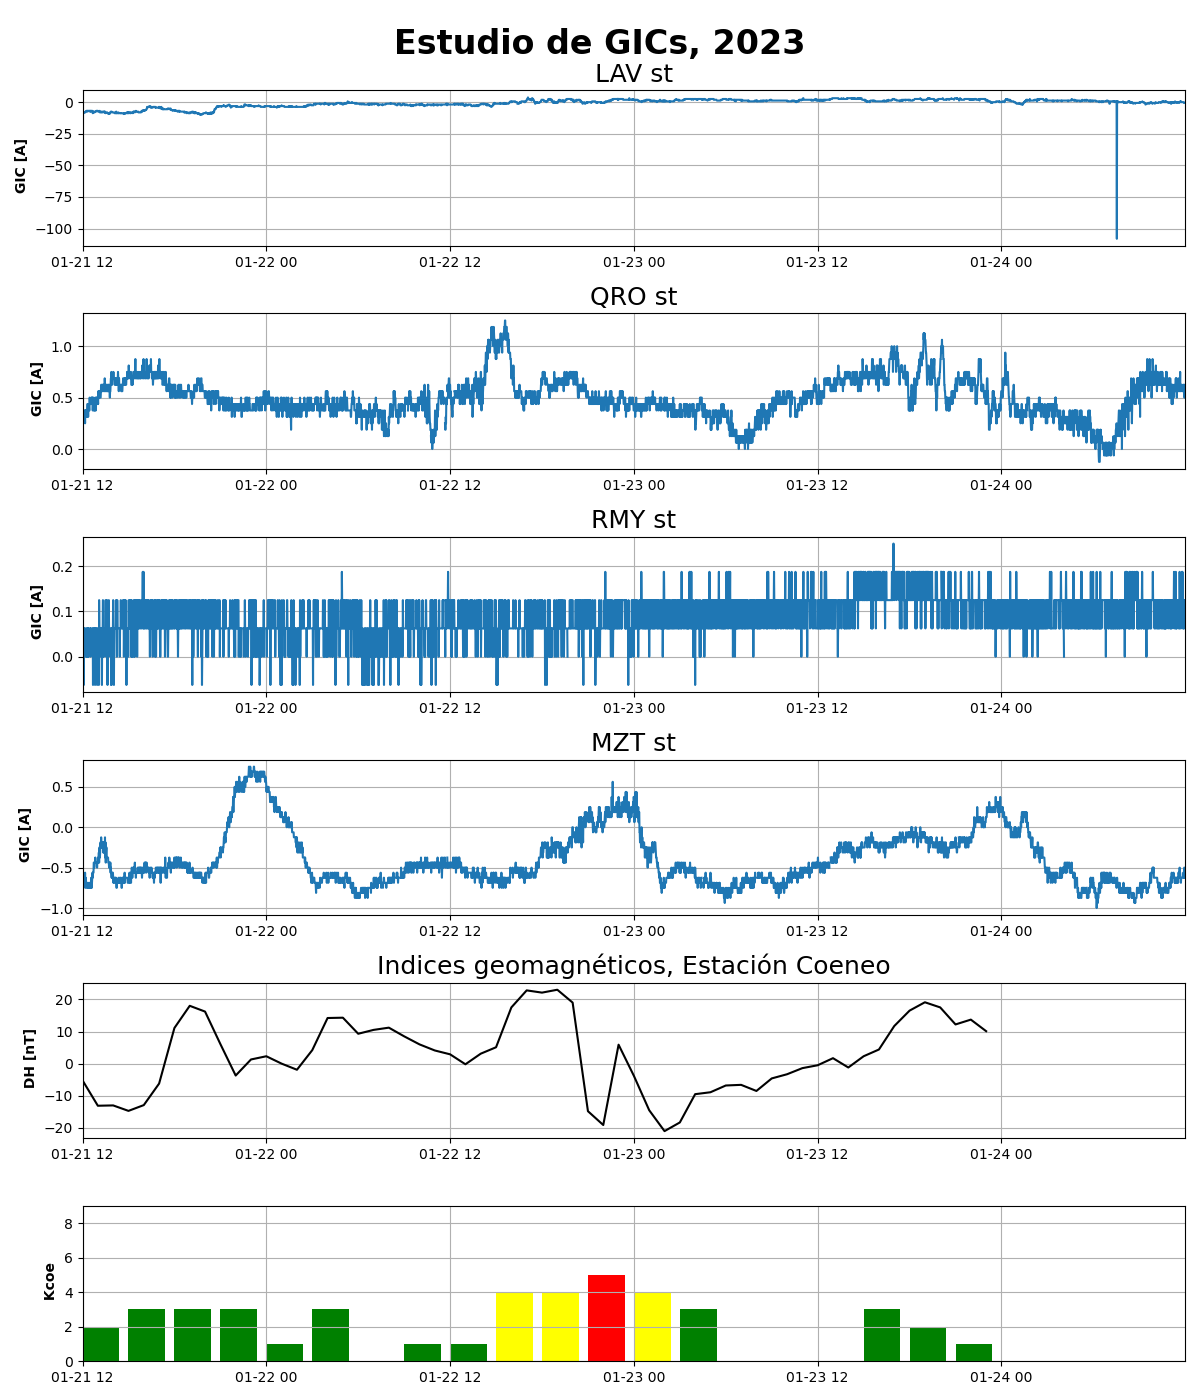 Estudio de GICs, 2023
LAV st
GIC [A]
0
−25
−50
−75
−100
01-21 12 01-22 00 01-22 12 01-23 00 01-23 12 01-24 00
QRO st
GIC [A]
1.0
0.5
0.0
01-21 12 01-22 00 01-22 12 01-23 00 01-23 12 01-24 00
RMY st
GIC [A]
0.2
0.1
0.0
01-21 12 01-22 00 01-22 12 01-23 00 01-23 12 01-24 00
MZT st
GIC [A]
0.5
0.0
−0.5
−1.0
01-21 12 01-22 00 01-22 12 01-23 00 01-23 12 01-24 00
Indices geomagnéticos, Estación Coeneo
DH [nT]
20
10
0
−10
−20
01-21 12 01-22 00 01-22 12 01-23 00 01-23 12 01-24 00
Kcoe
8
6
4
2
0
01-21 12 01-22 00 01-22 12 01-23 00 01-23 12 01-24 00